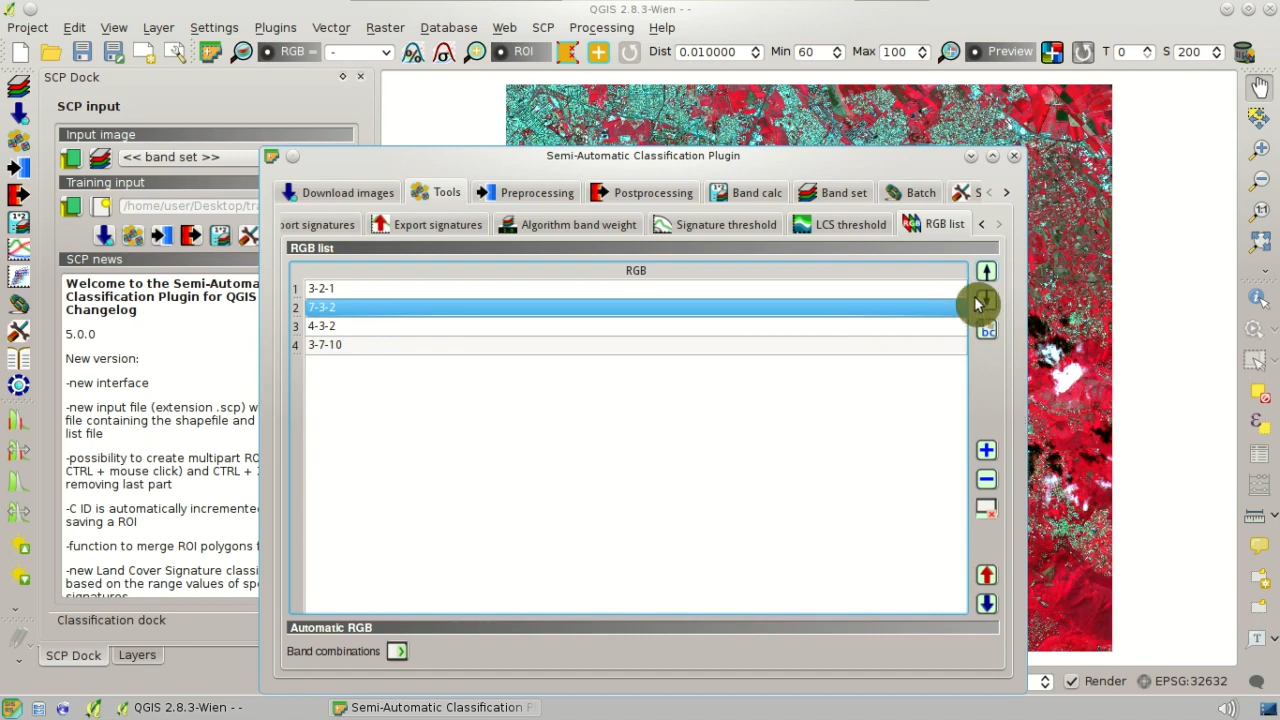 QGIS 2.8.3-Wien - -
Project Edit View Layer Settings Plugins Vector Raster Database Web SCP Processing Help
RGB = - ROI Dist 0.010000 Min 60 Max 100 Preview T 0 S 200
SCP Dock
SCP input
Input image
<< band set >>
Training input
/home/user/Desktop/tra
SCP news
Welcome to the Semi-Automa
Classification Plugin for QGIS
Changelog
5.0.0
New version:
-new interface
-new input file (extension .scp) w
file containing the shapefile and
list file
-possibility to create multipart RO
CTRL + mouse click) and CTRL +
removing last part
-C ID is automatically incremente
saving a ROI
-function to merge ROI polygons
-new Land Cover Signature classi
based on the range values of spe
signatures
Classification dock
SCP Dock Layers
Semi-Automatic Classification Plugin
Download images Tools Preprocessing Postprocessing Band calc Band set Batch S
port signatures Export signatures Algorithm band weight Signature threshold LCS threshold RGB list
RGB list
RGB
1 3-2-1
2 7-3-2
3 4-3-2
4 3-7-10
bc
Automatic RGB
Band combinations
Render EPSG:32632
QGIS 2.8.3-Wien - - Semi-Automatic Classification P